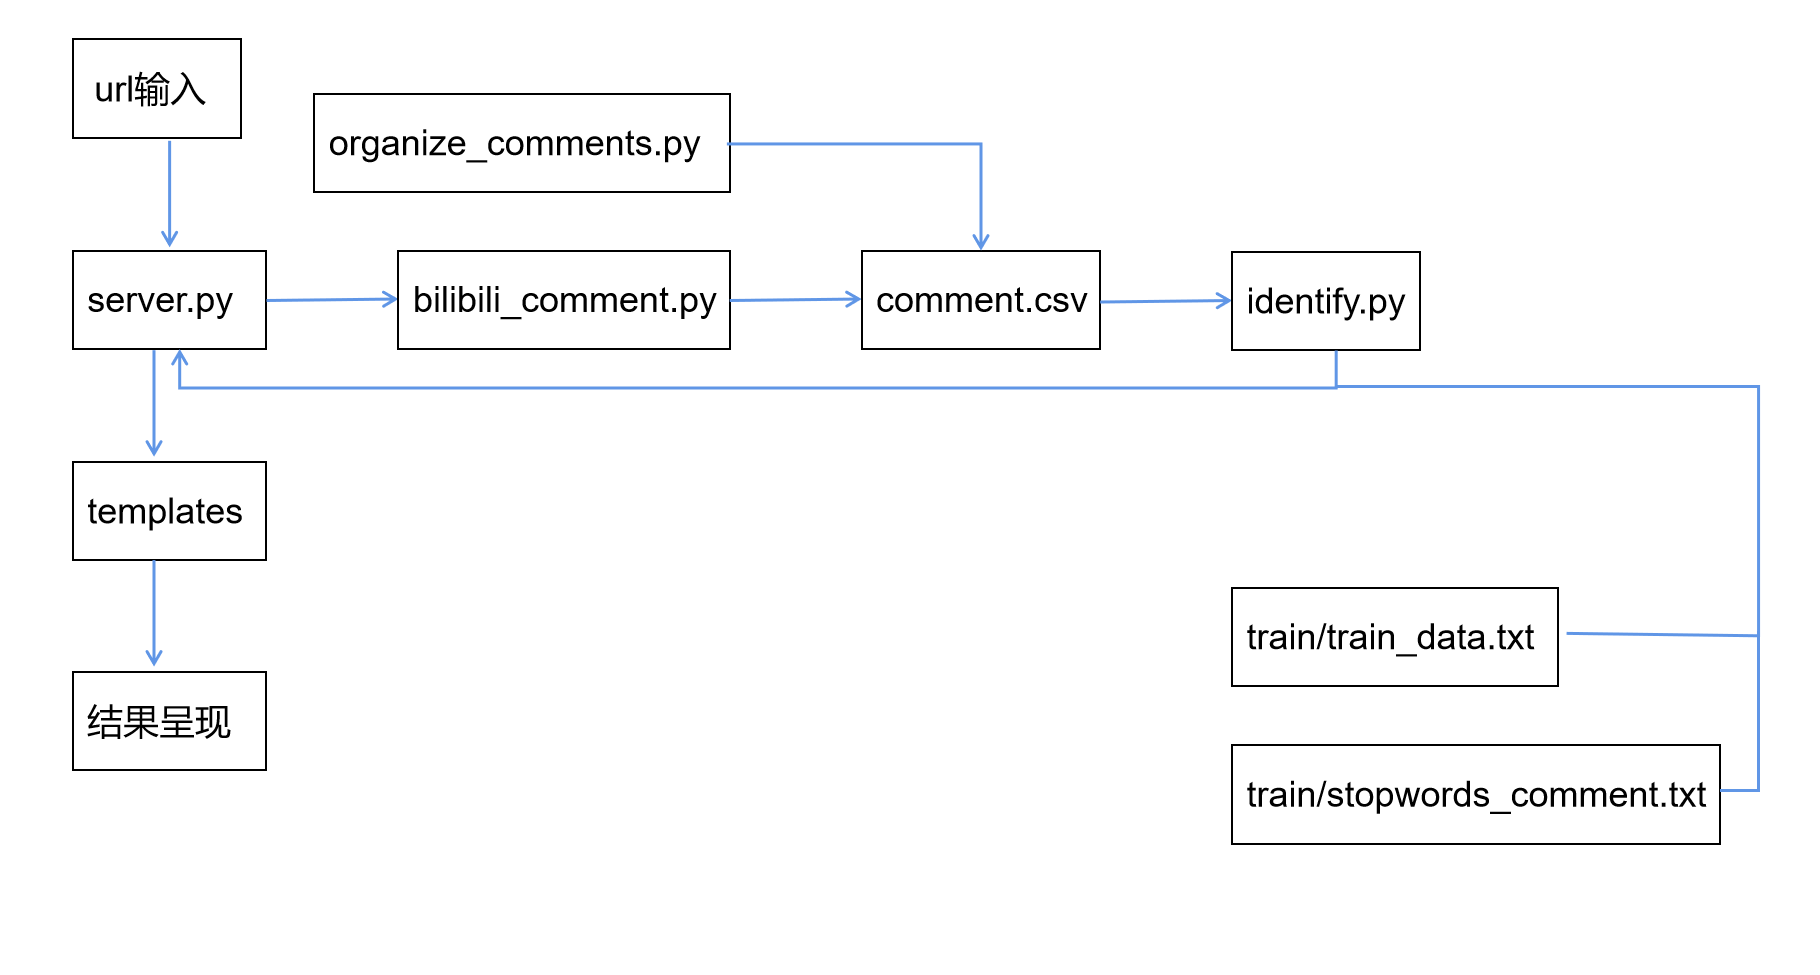 url输入
organize_comments.py
server.py
bilibili_comment.py
comment.csv
identify.py
templates
train/train_data.txt
结果呈现
train/stopwords_comment.txt